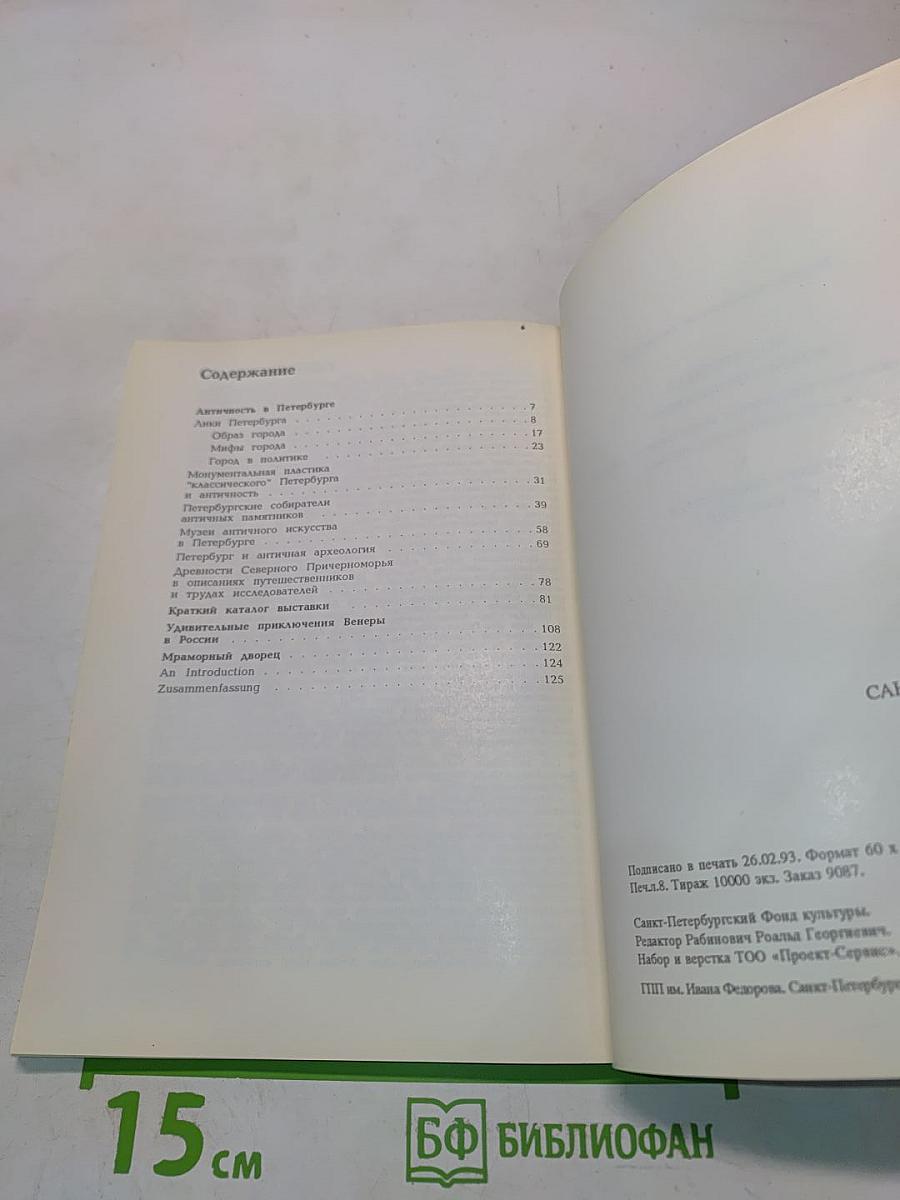 Содержание
Античность в Петербурге
Лики Петербурга . . . . . . . . . . . . . . . . . . . . . . 7
Образ города . . . . . . . . . . . . . . . . . . . . . . 8
Мифы города . . . . . . . . . . . . . . . . . . . . . . 17
Город в политике . . . . . . . . . . . . . . . . . . . . 23
Монументальная пластика
"классического" Петербурга
и античность . . . . . . . . . . . . . . . . . . . . . . 31
Петербургские собиратели
античных памятников . . . . . . . . . . . . . . . . . . 39
Музеи античного искусства
в Петербурге . . . . . . . . . . . . . . . . . . . . . . 58
Петербург и античная археология . . . . . . . . . . . . 69
Древности Северного Причерноморья
в описаниях путешественников
и трудах исследователей . . . . . . . . . . . . . . . . 78
Краткий каталог выставки . . . . . . . . . . . . . . . 81
Удивительные приключения Венеры
в России . . . . . . . . . . . . . . . . . . . . . . . . 108
Мраморный дворец . . . . . . . . . . . . . . . . . . . 122
An Introduction . . . . . . . . . . . . . . . . . . . . . 124
Zusammenfassung . . . . . . . . . . . . . . . . . . . . 125
САН
Подписано в печать 26.02.93. Формат 60 х
Печ.л.8. Тираж 10000 экз. Заказ 9087.
Санкт-Петербургский Фонд культуры.
Редактор Рабинович Роальд Георгиевич.
Набор и верстка ТОО «Проект-Сервис».
ГПП им. Ивана Федорова. Санкт-Петербург
15 см
БФ БИБЛИОФАН